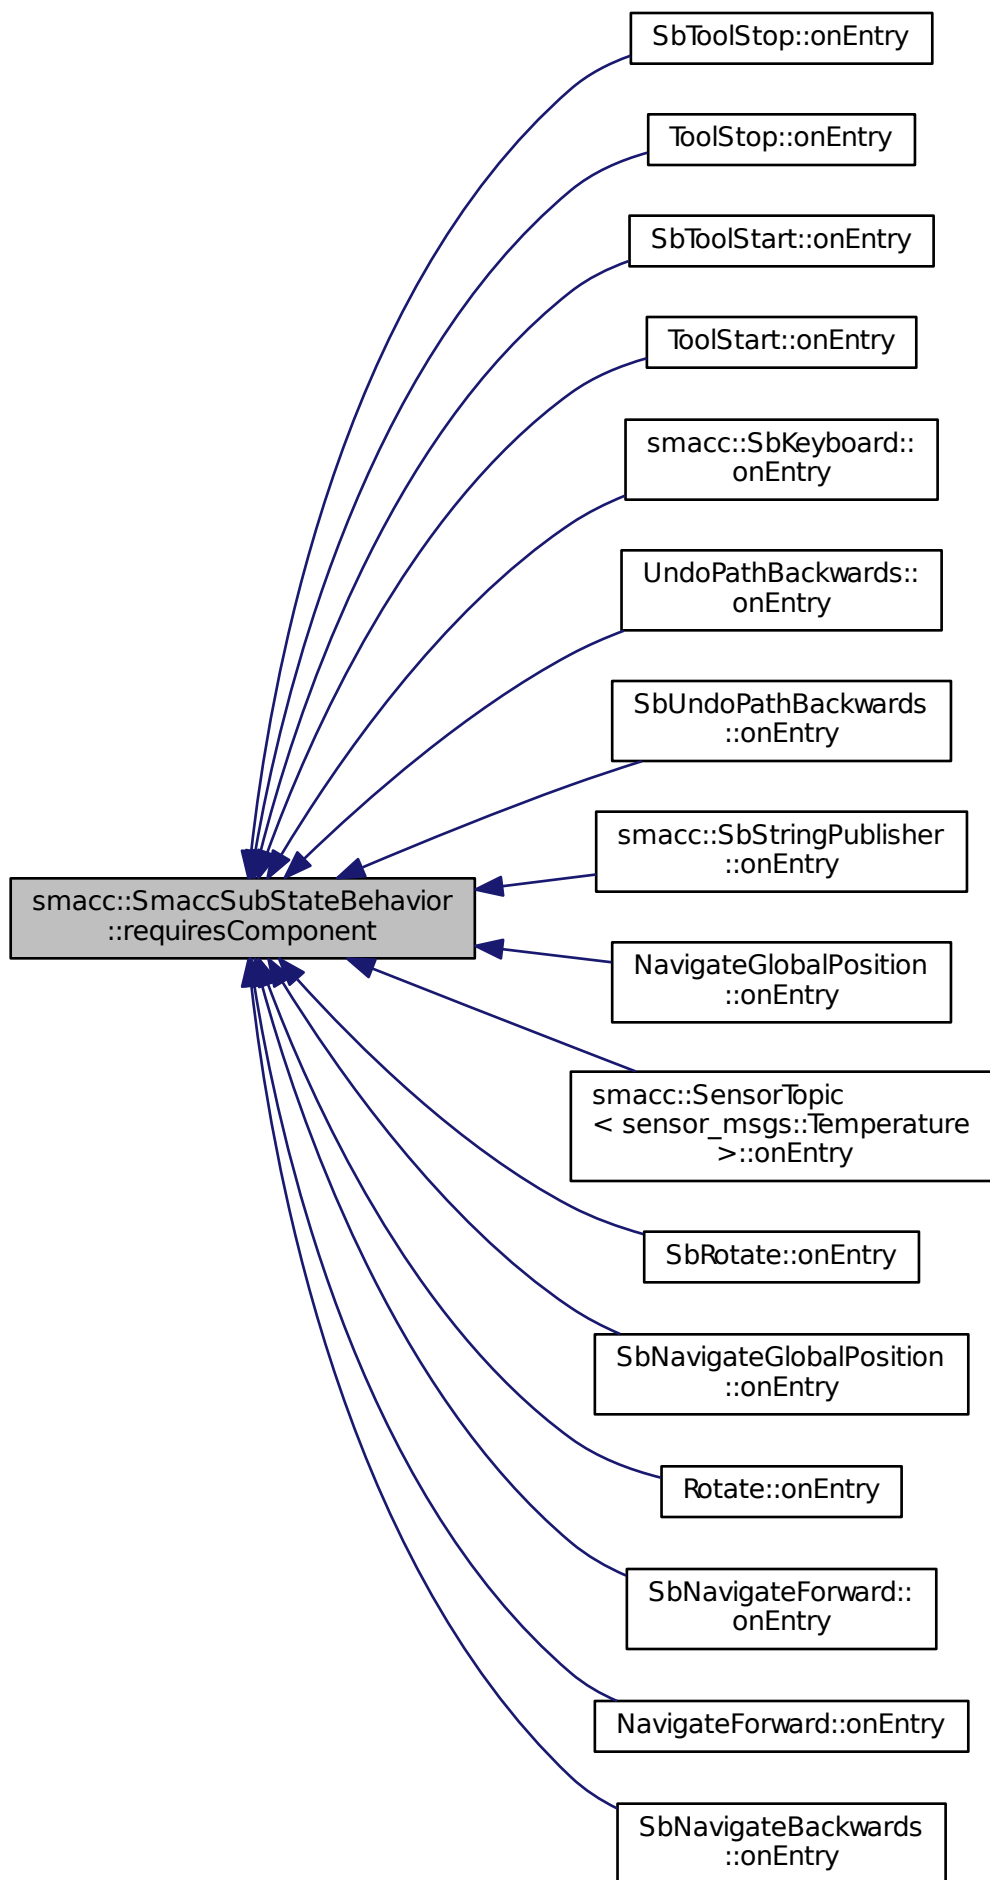 SbToolStop::onEntry
ToolStop::onEntry
SbToolStart::onEntry
ToolStart::onEntry
smacc::SbKeyboard::
onEntry
UndoPathBackwards::
onEntry
SbUndoPathBackwards
::onEntry
smacc::SbStringPublisher
::onEntry
smacc::SmaccSubStateBehavior
::requiresComponent
NavigateGlobalPosition
::onEntry
smacc::SensorTopic
< sensor_msgs::Temperature
>::onEntry
SbRotate::onEntry
SbNavigateGlobalPosition
::onEntry
Rotate::onEntry
SbNavigateForward::
onEntry
NavigateForward::onEntry
SbNavigateBackwards
::onEntry